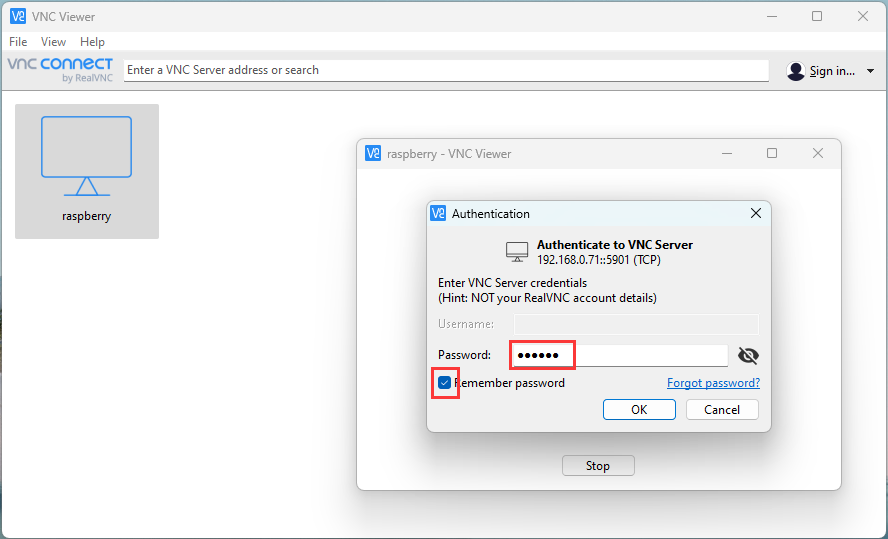 VNC Viewer
File View Help
VNC CONNECT
by RealVNC
Enter a VNC Server address or search
Sign in...
raspberry
raspberry - VNC Viewer
Authentication
Authenticate to VNC Server
192.168.0.71::5901 (TCP)
Enter VNC Server credentials
(Hint: NOT your RealVNC account details)
Username:
Password: ••••••
Remember password
Forgot password?
OK
Cancel
Stop